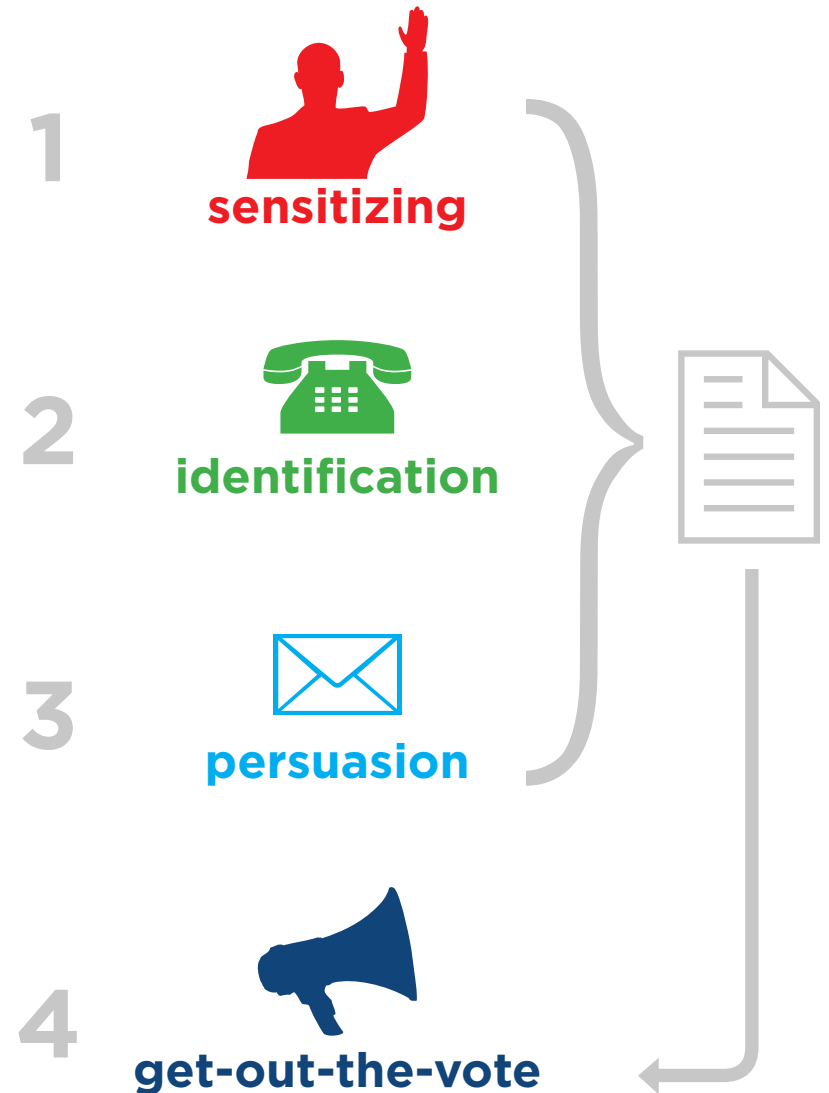 1
sensitizing
2
identification
3
persuasion
4
get-out-the-vote